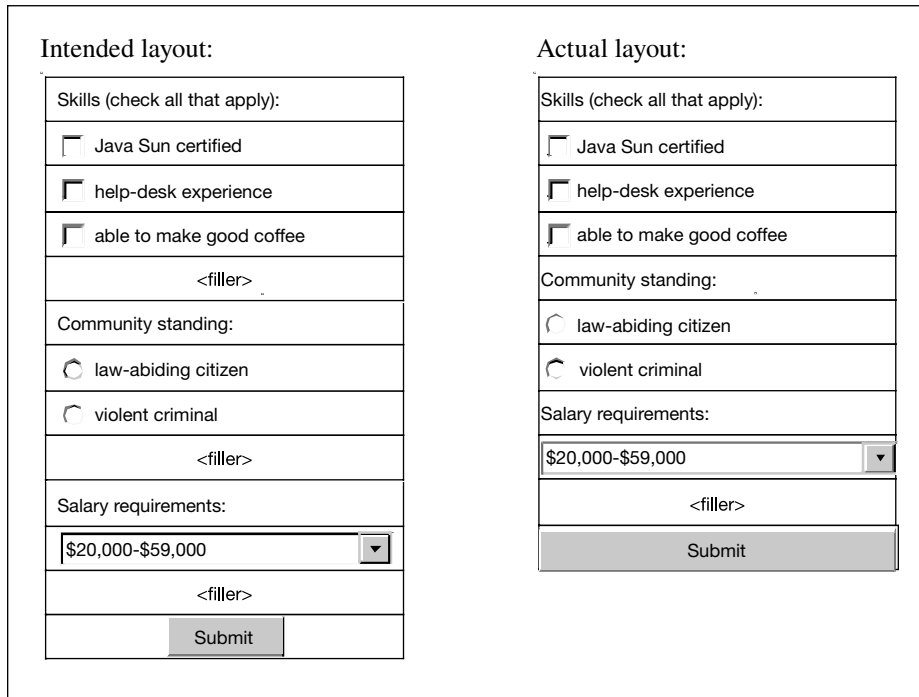 Intended layout:
Skills (check all that apply):
Java Sun certified
help-desk experience
able to make good coffee
<filler>
Community standing:
law-abiding citizen
violent criminal
<filler>
Salary requirements:
$20,000-$59,000
<filler>
Submit
Actual layout:
Skills (check all that apply):
Java Sun certified
help-desk experience
able to make good coffee
Community standing:
law-abiding citizen
violent criminal
Salary requirements:
$20,000-$59,000
<filler>
Submit